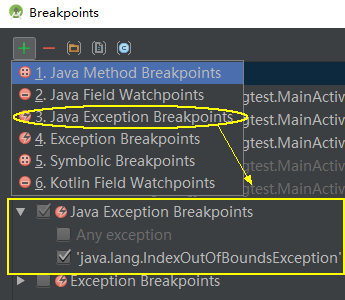 Breakpoints
1. Java Method Breakpoints
2. Java Field Watchpoints
gtest.MainActiv
3. Java Exception Breakpoints
gtest.MainActiv
4. Exception Breakpoints
gtest.MainActiv
5. Symbolic Breakpoints
gtest.MainActiv
6. Kotlin Field Watchpoints
Java Exception Breakpoints
Any exception
'java.lang.IndexOutOfBoundsException'
Exception Breakpoints